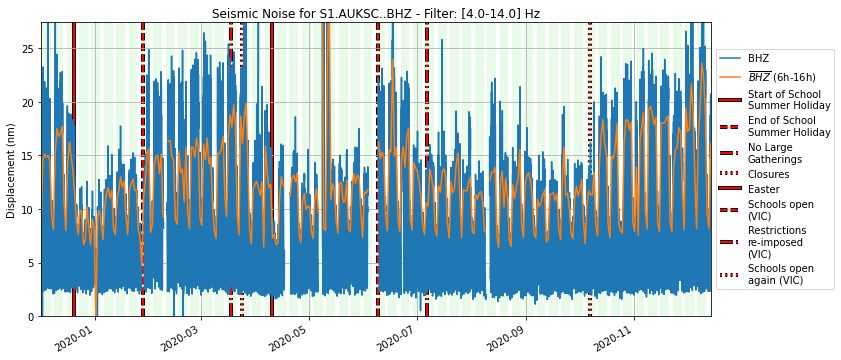 Seismic Noise for S1.AUKSC..BHZ - Filter: [4.0-14.0] Hz
Displacement (nm)
25
20
15
10
5
0
2020-01
2020-03
2020-05
2020-07
2020-09
2020-11
BHZ
BHZ (6h-16h)
Start of School
Summer Holiday
End of School
Summer Holiday
No Large
Gatherings
Closures
Easter
Schools open
(VIC)
Restrictions
re-imposed
(VIC)
Schools open
again (VIC)